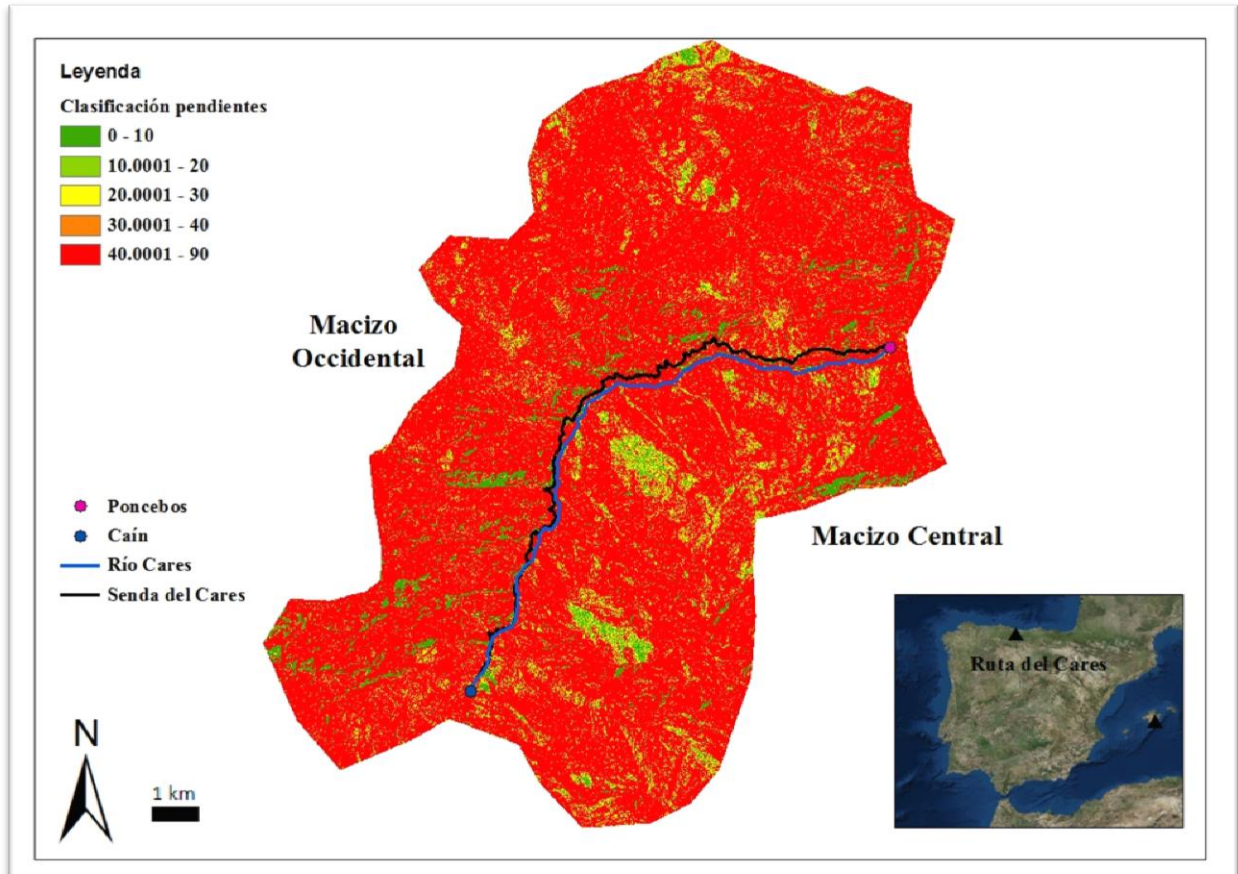 Leyenda
Clasificación pendientes
0 - 10
10.0001 - 20
20.0001 - 30
30.0001 - 40
40.0001 - 90
Macizo
Occidental
Poncebos
Caín
Río Cares
Senda del Cares
Macizo Central
Ruta del Cares
N
1 km